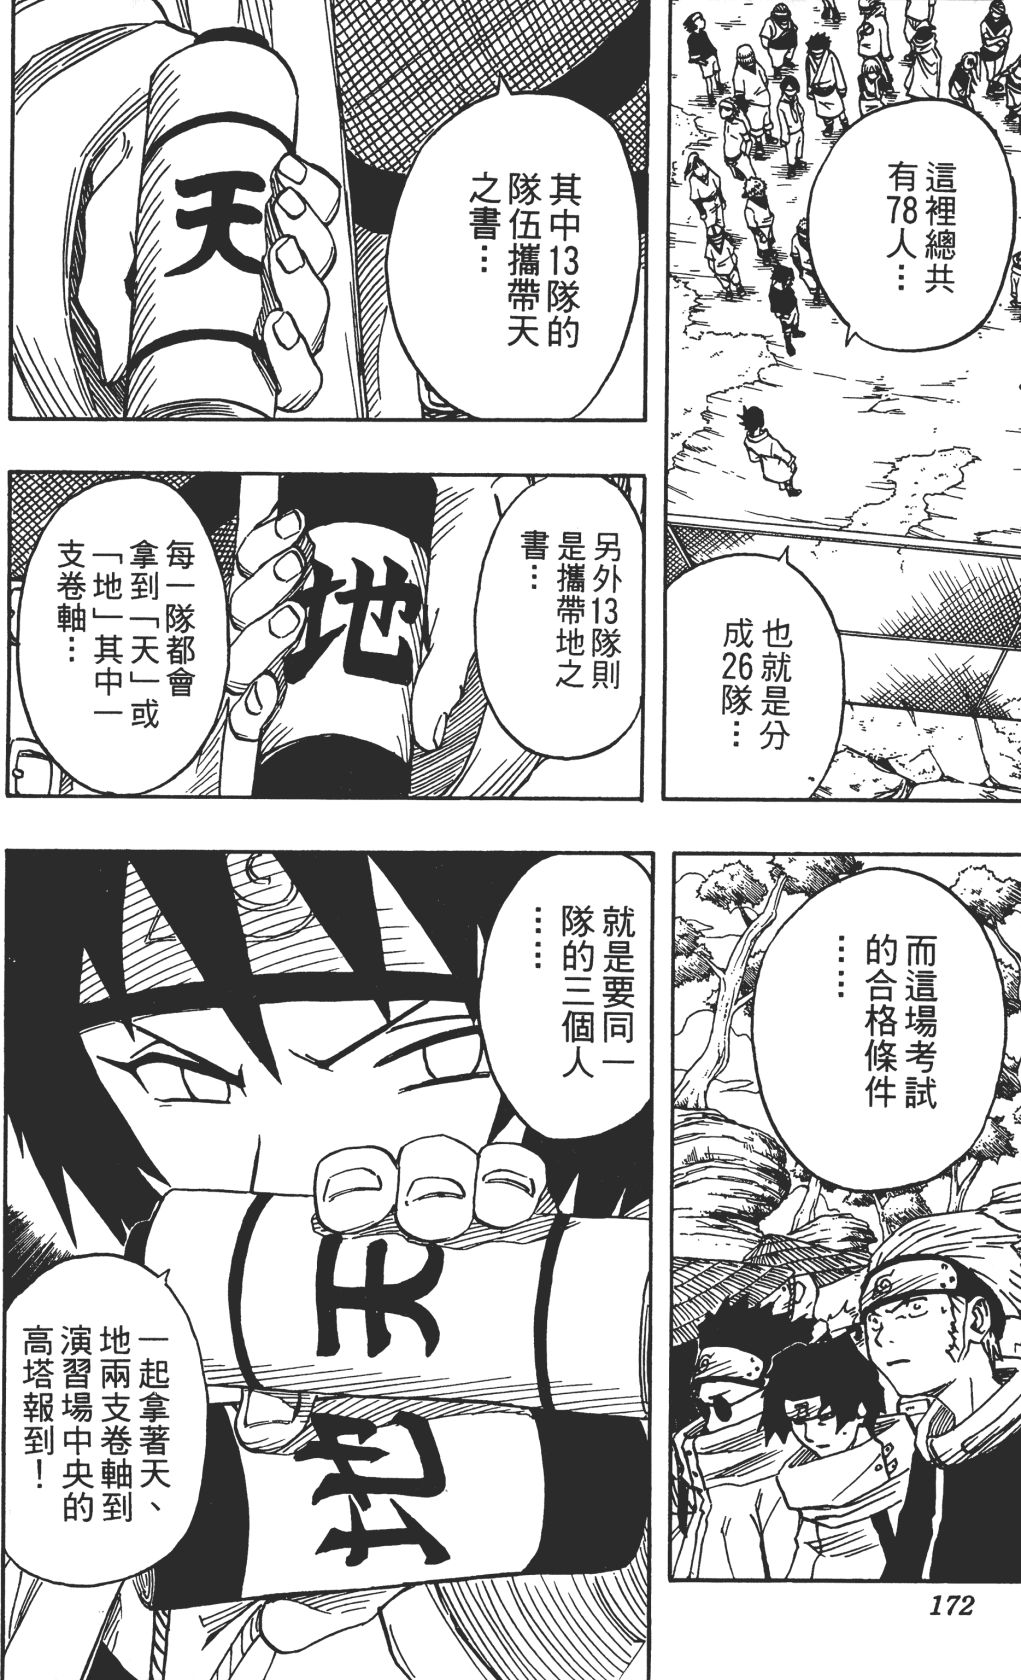 這裡總共
有78人…
也就是分
成26隊…
其中13隊的
隊伍攜帶天
之書…
天
另外13隊則
是攜帶地之
書…
地
每一隊都會
拿到「天」或
「地」其中一
支卷軸…
而這場考試
的合格條件
……
就是要同一
隊的三個人
……
天
地
一起拿著天、
地兩支卷軸到
演習場中央的
高塔報到！
172